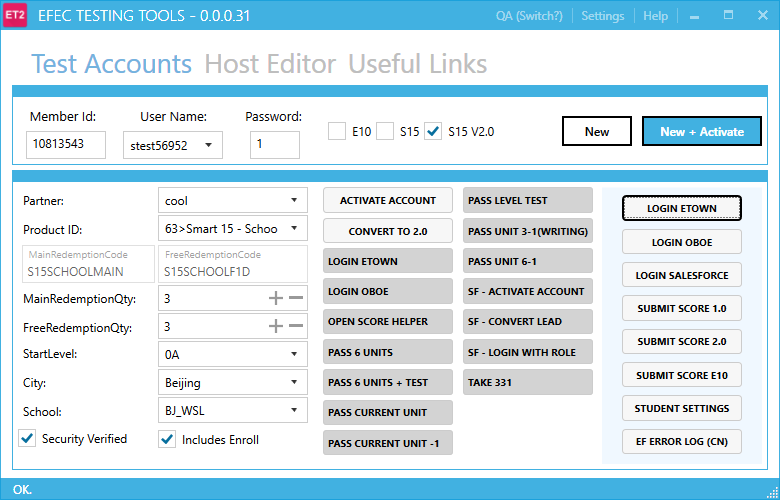 ET2 EFEC TESTING TOOLS - 0.0.0.31 QA (Switch?) Settings Help
Test Accounts Host Editor Useful Links
Member Id: User Name: Password:
10813543 stest56952 1 E10 S15 S15 V2.0 New New + Activate
Partner: cool
Product ID: 63>Smart 15 - Schoo
MainRedemptionCode FreeRedemptionCode
S15SCHOOLMAIN S15SCHOOLF1D
MainRedemptionQty: 3
FreeRedemptionQty: 3
StartLevel: 0A
City: Beijing
School: BJ_WSL
Security Verified Includes Enroll
ACTIVATE ACCOUNT
CONVERT TO 2.0
LOGIN ETOWN
LOGIN OBOE
OPEN SCORE HELPER
PASS 6 UNITS
PASS 6 UNITS + TEST
PASS CURRENT UNIT
PASS CURRENT UNIT -1
PASS LEVEL TEST
PASS UNIT 3-1(WRITING)
PASS UNIT 6-1
SF - ACTIVATE ACCOUNT
SF - CONVERT LEAD
SF - LOGIN WITH ROLE
TAKE 331
LOGIN ETOWN
LOGIN OBOE
LOGIN SALESFORCE
SUBMIT SCORE 1.0
SUBMIT SCORE 2.0
SUBMIT SCORE E10
STUDENT SETTINGS
EF ERROR LOG (CN)
OK.